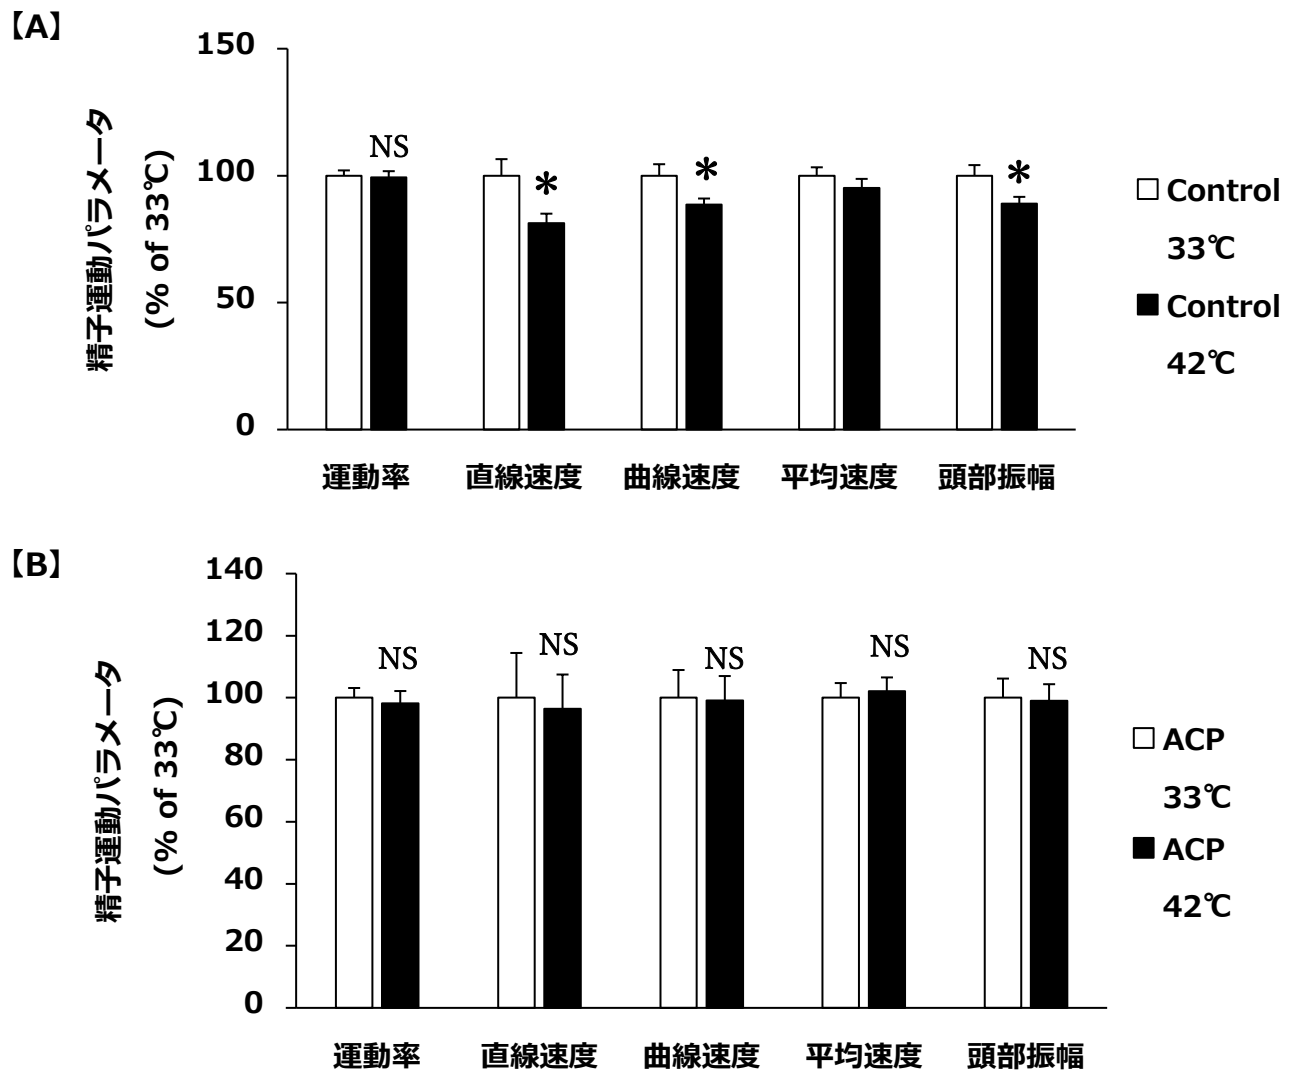 【A】
精子運動パラメータ
(% of 33℃)
150
100
50
0
NS
*
*
*
運動率
直線速度
曲線速度
平均速度
頭部振幅
Control
33℃
Control
42℃
【B】
精子運動パラメータ
(% of 33℃)
140
120
100
80
60
40
20
0
NS
NS
NS
NS
NS
運動率
直線速度
曲線速度
平均速度
頭部振幅
ACP
33℃
ACP
42℃